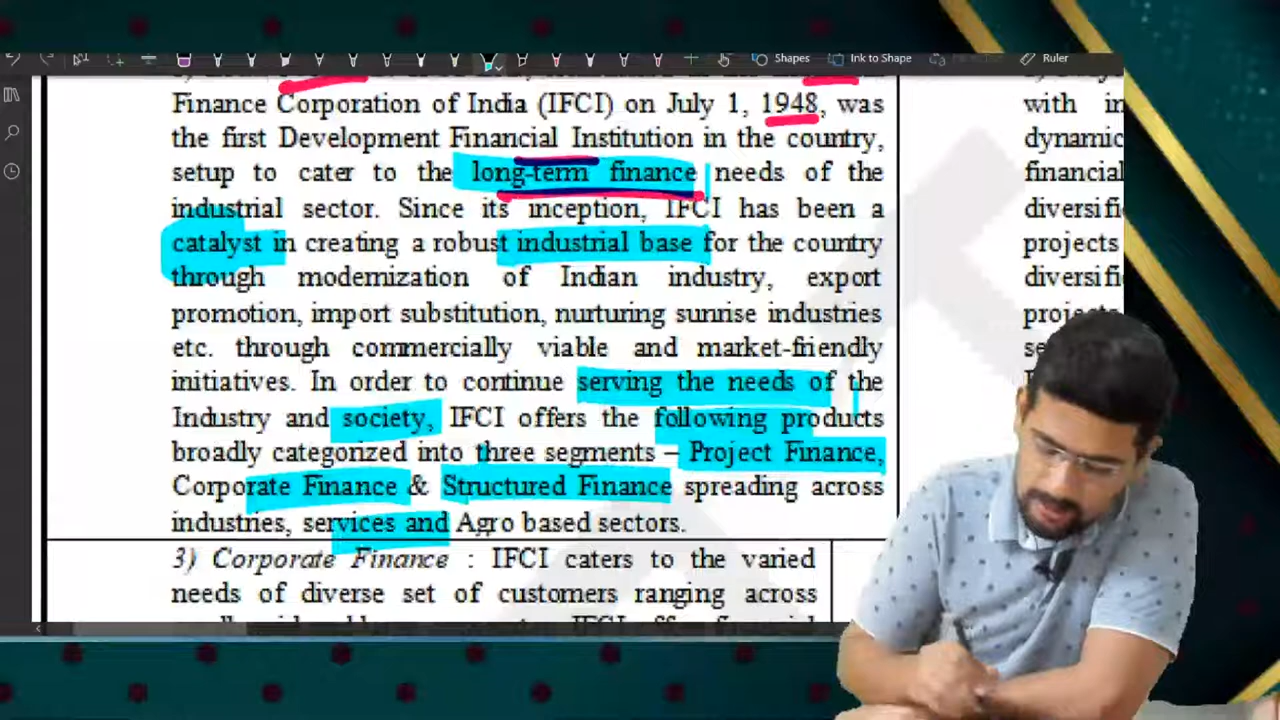 Shapes
Ink to Shape
Ruler
Finance Corporation of India (IFCI) on July 1, 1948, was
the first Development Financial Institution in the country,
setup to cater to the long-term finance needs of the
industrial sector. Since its inception, IFCI has been a
catalyst in creating a robust industrial base for the country
through modernization of Indian industry, export
promotion, import substitution, nurturing sunrise industries
etc. through commercially viable and market-friendly
initiatives. In order to continue serving the needs of the
Industry and society, IFCI offers the following products
broadly categorized into three segments – Project Finance,
Corporate Finance & Structured Finance spreading across
industries, services and Agro based sectors.
3) Corporate Finance : IFCI caters to the varied
needs of diverse set of customers ranging across
with in
dynamic
financial
diversifi
projects
diversifi